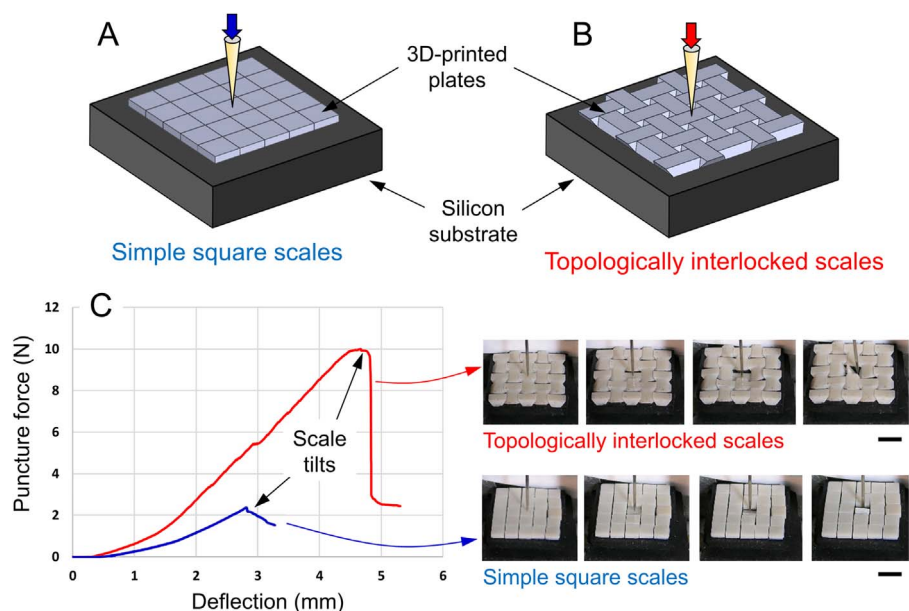 A
B
3D-printed
plates
Silicon
substrate
Simple square scales
Topologically interlocked scales
C
Puncture force (N)
12
10
8
6
4
2
0
Scale
tilts
0 1 2 3 4 5 6
Deflection (mm)
Topologically interlocked scales
Simple square scales